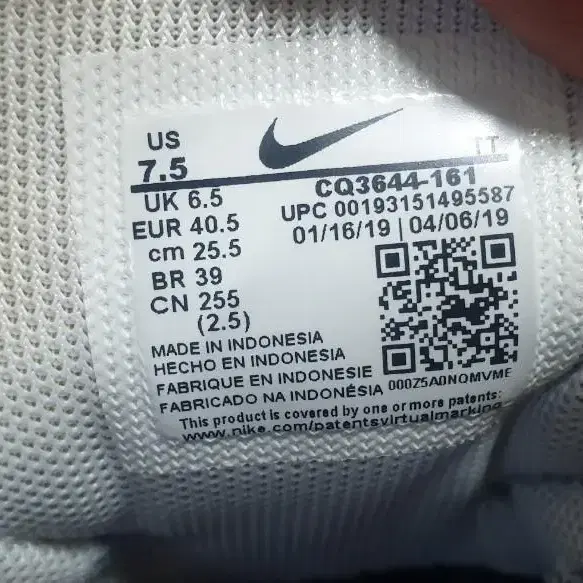 US
7.5
UK 6.5
EUR 40.5
cm 25.5
BR 39
CN 255
(2.5)
TT
CQ3644-161
UPC 00193151495587
01/16/19 | 04/06/19
MADE IN INDONESIA
HECHO EN INDONESIA
FABRIQUE EN INDONESIE
FABRICADO NA INDONÉSIA
000Z5A0NQMVME
This product is covered by one or more patents:
www.nike.com/patentsvirtualmarking